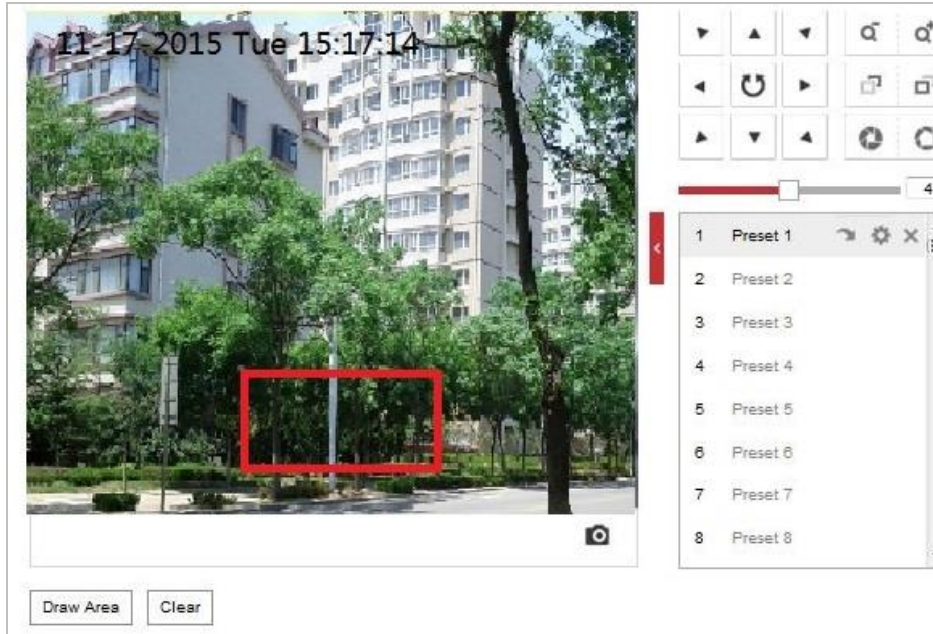 11-17-2015 Tue 15:17:14
4
1 Preset 1
2 Preset 2
3 Preset 3
4 Preset 4
5 Preset 5
6 Preset 6
7 Preset 7
8 Preset 8
Draw Area Clear